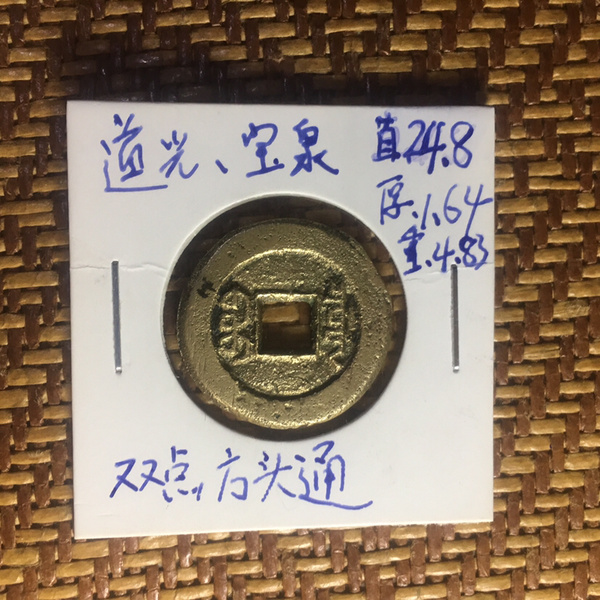 道光、宝泉
直24.8
厚.1.64
重.4.83
双点,方头通